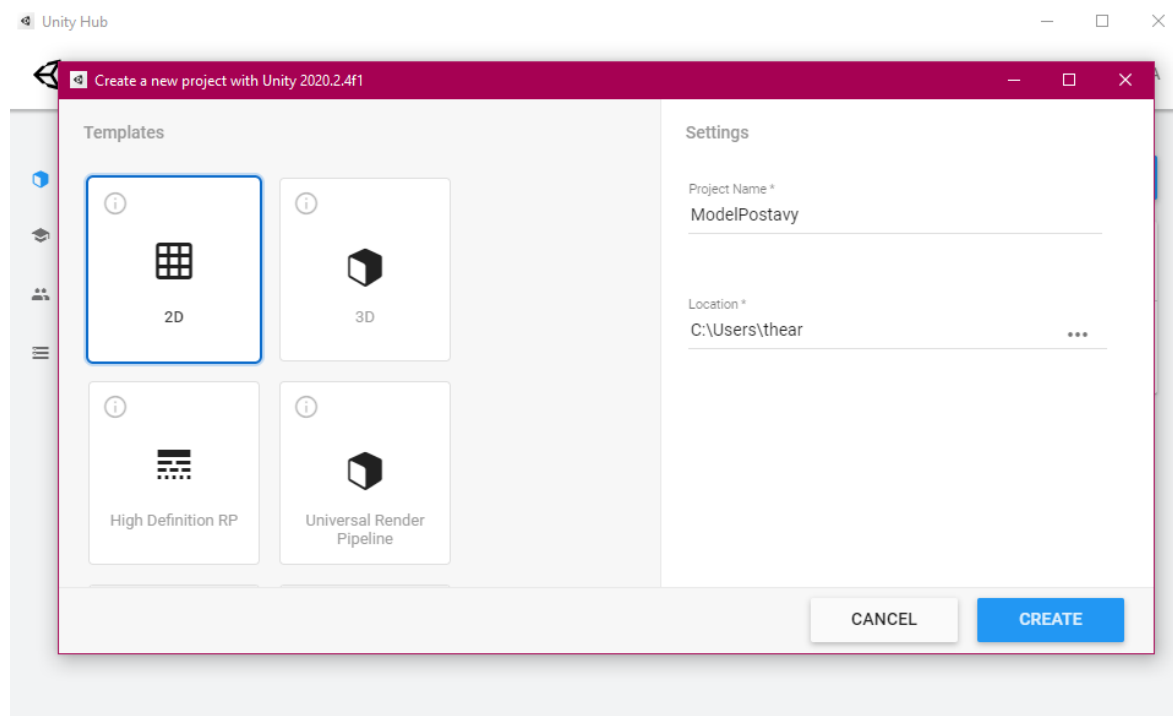 Unity Hub
Create a new project with Unity 2020.2.4f1
A
Templates
2D
3D
High Definition RP
Universal Render
Pipeline
Settings
Project Name *
ModelPostavy
Location *
C:\Users\thear
CANCEL
CREATE